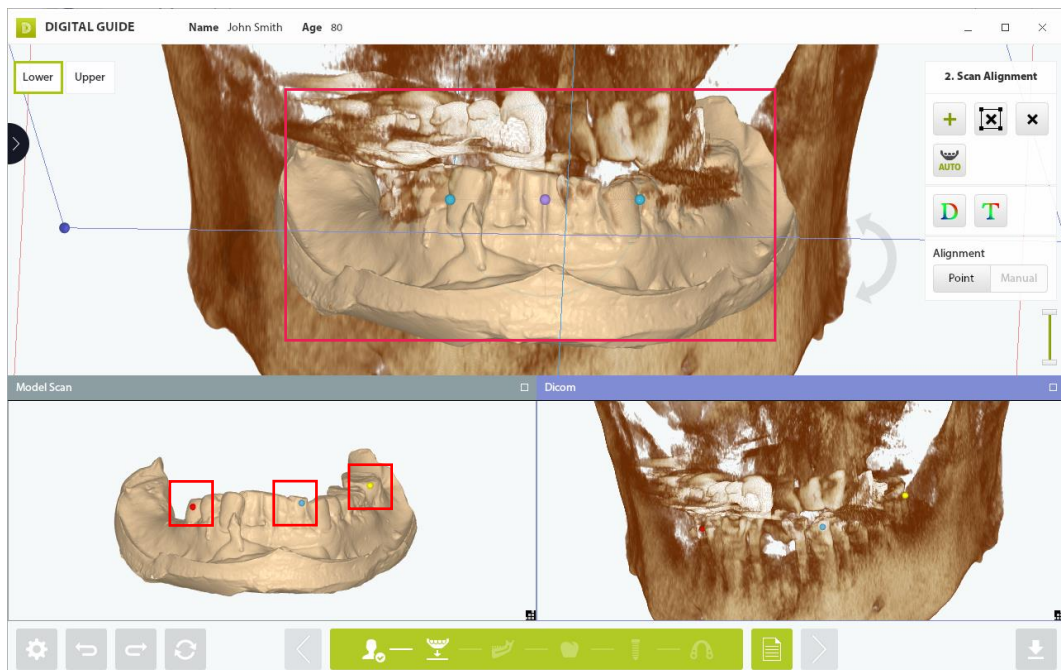 D DIGITAL GUIDE Name John Smith Age 80
Lower Upper
2. Scan Alignment
AUTO
D T
Alignment
Point Manual
Model Scan
Dicom